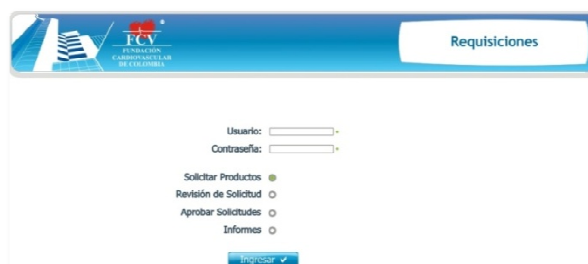 FCV
FUNDACIÓN
CARDIOVASCULAR
DE COLOMBIA
Requisiciones
Usuario:
Contraseña:
Solicitar Productos
Revisión de Solicitud
Aprobar Solicitudes
Informes
Ingresar